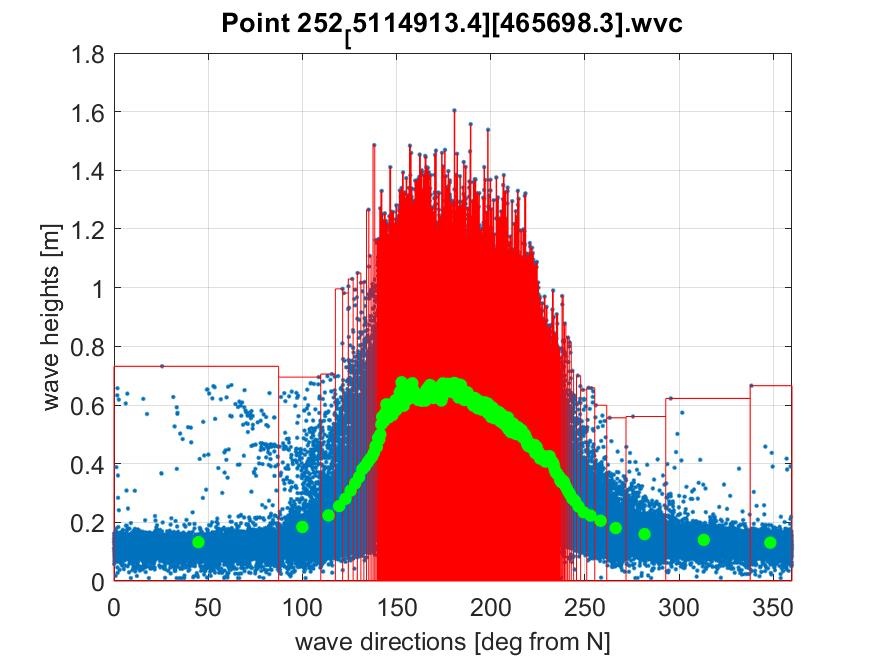 Point 252[5114913.4][465698.3].wvc
1.8
1.6
1.4
1.2
1
0.8
0.6
0.4
0.2
0
wave heights [m]
0 50 100 150 200 250 300 350
wave directions [deg from N]